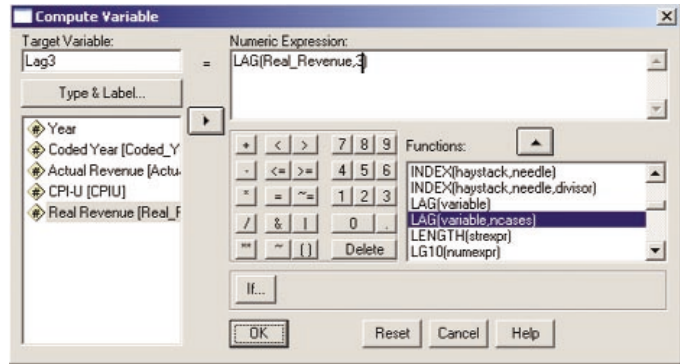 Compute Variable
Target Variable:
Lag3
=
Numeric Expression:
LAG(Real_Revenue,3)
Type & Label...
Year
Coded Year [Coded_Y
Actual Revenue [Actu
CPI-U [CPIU]
Real Revenue [Real_F
+ < > 7 8 9
- <= >= 4 5 6
* = ~= 1 2 3
/ & | 0 .
** ~ () Delete
Functions:
INDEX(haystack,needle)
INDEX(haystack,needle,divisor)
LAG(variable)
LAG(variable,ncases)
LENGTH(strexpr)
LG10(numexpr)
If...
OK Reset Cancel Help